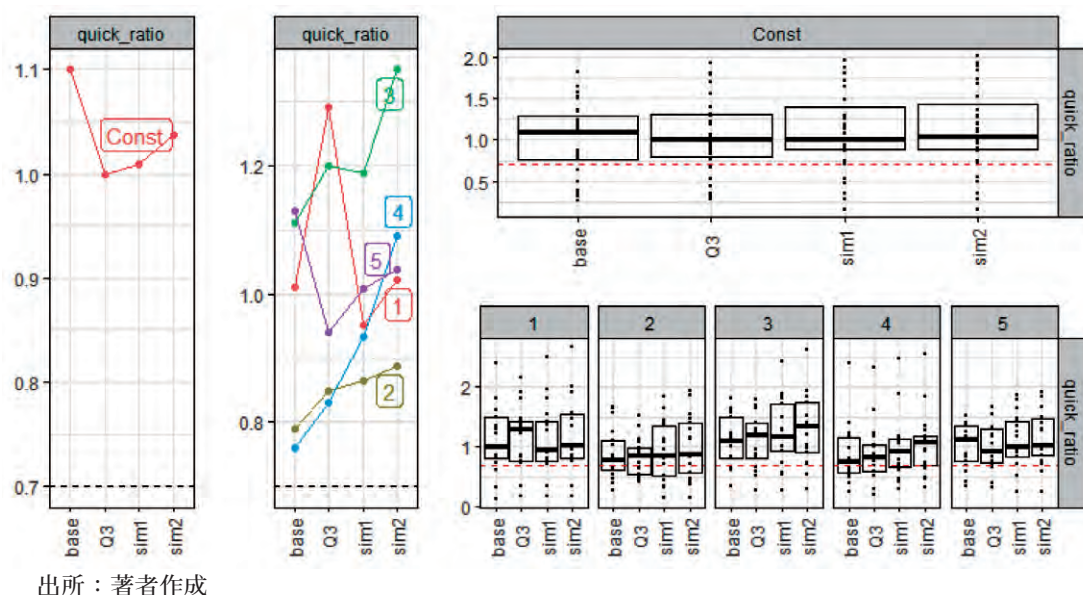 quick_ratio
1.1
1.0
0.9
0.8
0.7
Const
base
Q3
sim1
sim2
quick_ratio
1.2
1.0
0.8
3
4
5
1
2
base
Q3
sim1
sim2
Const
2.0
1.5
1.0
0.5
quick_ratio
base
Q3
sim1
sim2
1
2
3
4
5
2
1
0
quick_ratio
base
Q3
sim1
sim2
base
Q3
sim1
sim2
base
Q3
sim1
sim2
base
Q3
sim1
sim2
base
Q3
sim1
sim2
出所：著者作成